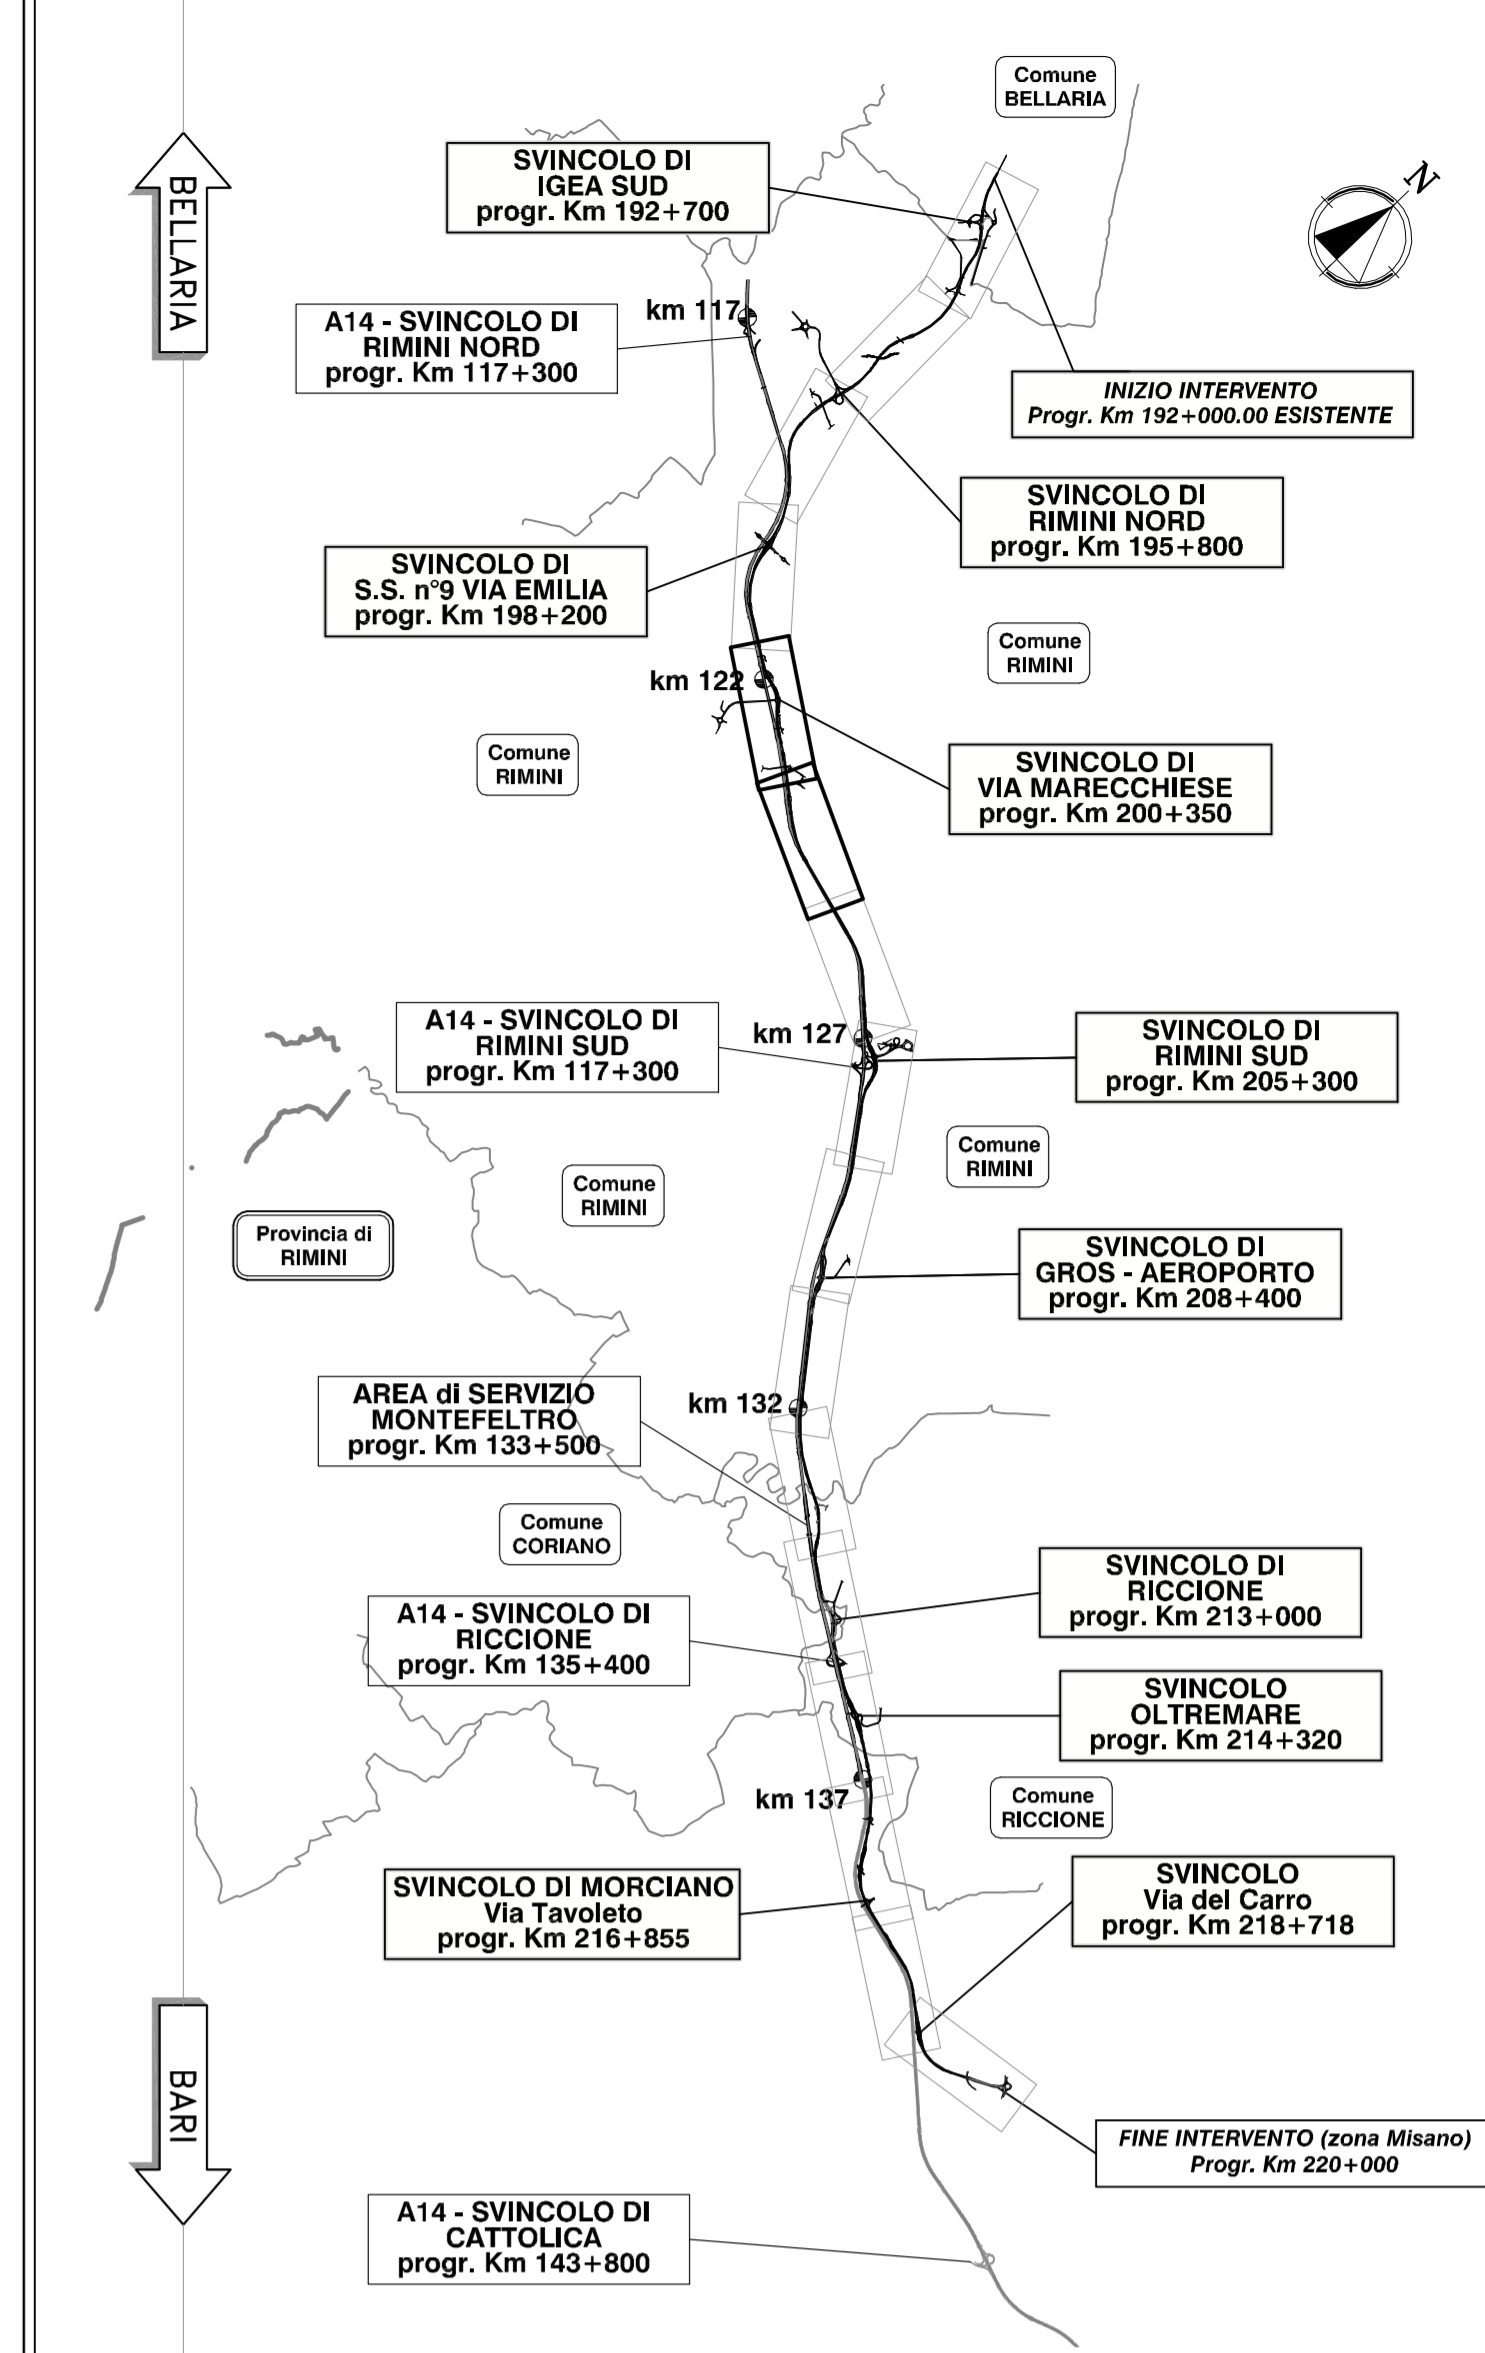 Comune
BELLARIA
BELLARIA
SVINCOLO DI
IGEA SUD
progr. Km 192+700
N
A14 - SVINCOLO DI
RIMINI NORD
progr. Km 117+300
km 117
INIZIO INTERVENTO
Progr. Km 192+000.00 ESISTENTE
SVINCOLO DI
RIMINI NORD
progr. Km 195+800
SVINCOLO DI
S.S. n°9 VIA EMILIA
progr. Km 198+200
Comune
RIMINI
km 122
Comune
RIMINI
SVINCOLO DI
VIA MARECCHIESE
progr. Km 200+350
A14 - SVINCOLO DI
RIMINI SUD
progr. Km 117+300
km 127
SVINCOLO DI
RIMINI SUD
progr. Km 205+300
Comune
RIMINI
Comune
RIMINI
Provincia di
RIMINI
SVINCOLO DI
GROS - AEROPORTO
progr. Km 208+400
AREA di SERVIZIO
MONTEFELTRO
progr. Km 133+500
km 132
Comune
CORIANO
SVINCOLO DI
RICCIONE
progr. Km 213+000
A14 - SVINCOLO DI
RICCIONE
progr. Km 135+400
SVINCOLO
OLTREMARE
progr. Km 214+320
km 137
Comune
RICCIONE
SVINCOLO DI MORCIANO
Via Tavoleto
progr. Km 216+855
SVINCOLO
Via del Carro
progr. Km 218+718
BARI
FINE INTERVENTO (zona Misano)
Progr. Km 220+000
A14 - SVINCOLO DI
CATTOLICA
progr. Km 143+800